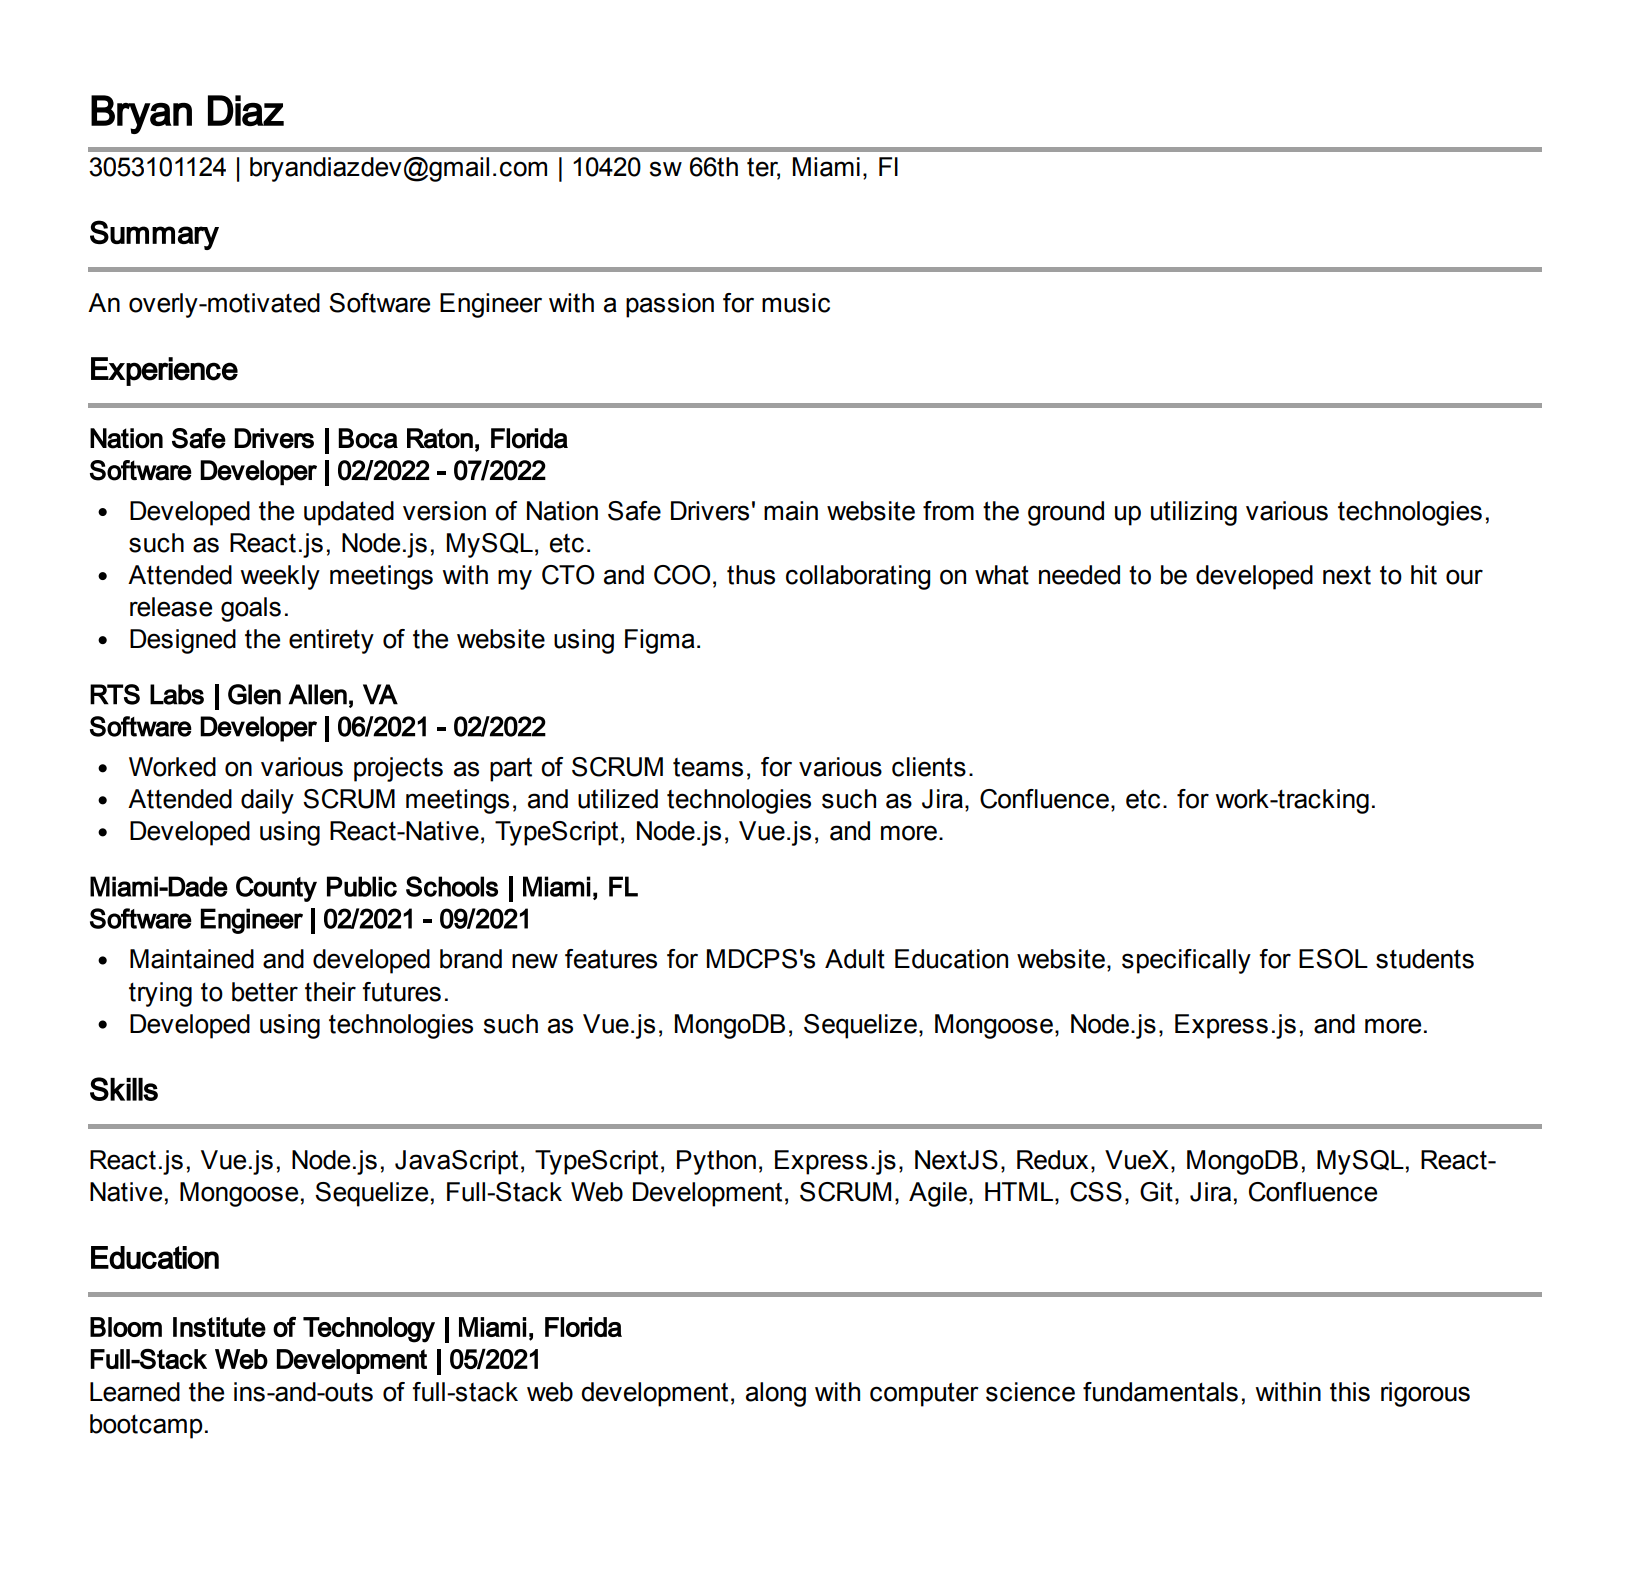 Bryan Diaz
3053101124 | bryandiazdev@gmail.com | 10420 sw 66th ter, Miami, Fl
Summary
An overly-motivated Software Engineer with a passion for music
Experience
Nation Safe Drivers | Boca Raton, Florida
Software Developer | 02/2022 - 07/2022
• Developed the updated version of Nation Safe Drivers' main website from the ground up utilizing various technologies,
such as React.js, Node.js, MySQL, etc.
• Attended weekly meetings with my CTO and COO, thus collaborating on what needed to be developed next to hit our
release goals.
• Designed the entirety of the website using Figma.
RTS Labs | Glen Allen, VA
Software Developer | 06/2021 - 02/2022
• Worked on various projects as part of SCRUM teams, for various clients.
• Attended daily SCRUM meetings, and utilized technologies such as Jira, Confluence, etc. for work-tracking.
• Developed using React-Native, TypeScript, Node.js, Vue.js, and more.
Miami-Dade County Public Schools | Miami, FL
Software Engineer | 02/2021 - 09/2021
• Maintained and developed brand new features for MDCPS's Adult Education website, specifically for ESOL students
trying to better their futures.
• Developed using technologies such as Vue.js, MongoDB, Sequelize, Mongoose, Node.js, Express.js, and more.
Skills
React.js, Vue.js, Node.js, JavaScript, TypeScript, Python, Express.js, NextJS, Redux, VueX, MongoDB, MySQL, React-
Native, Mongoose, Sequelize, Full-Stack Web Development, SCRUM, Agile, HTML, CSS, Git, Jira, Confluence
Education
Bloom Institute of Technology | Miami, Florida
Full-Stack Web Development | 05/2021
Learned the ins-and-outs of full-stack web development, along with computer science fundamentals, within this rigorous
bootcamp.